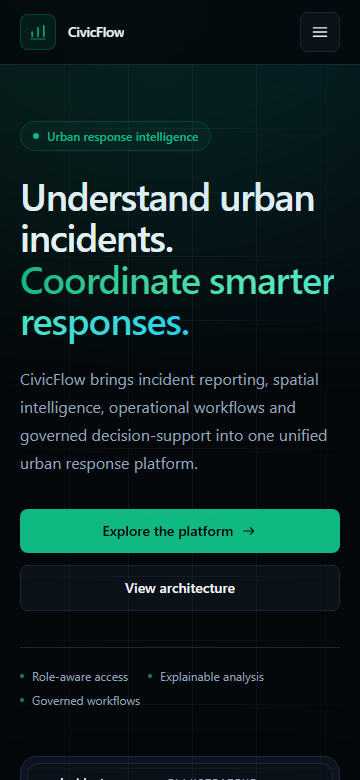 CivicFlow
Urban response intelligence
Understand urban
incidents.
Coordinate smarter
responses.
CivicFlow brings incident reporting, spatial
intelligence, operational workflows and
governed decision-support into one unified
urban response platform.
Explore the platform →
View architecture
Role-aware access
Explainable analysis
Governed workflows